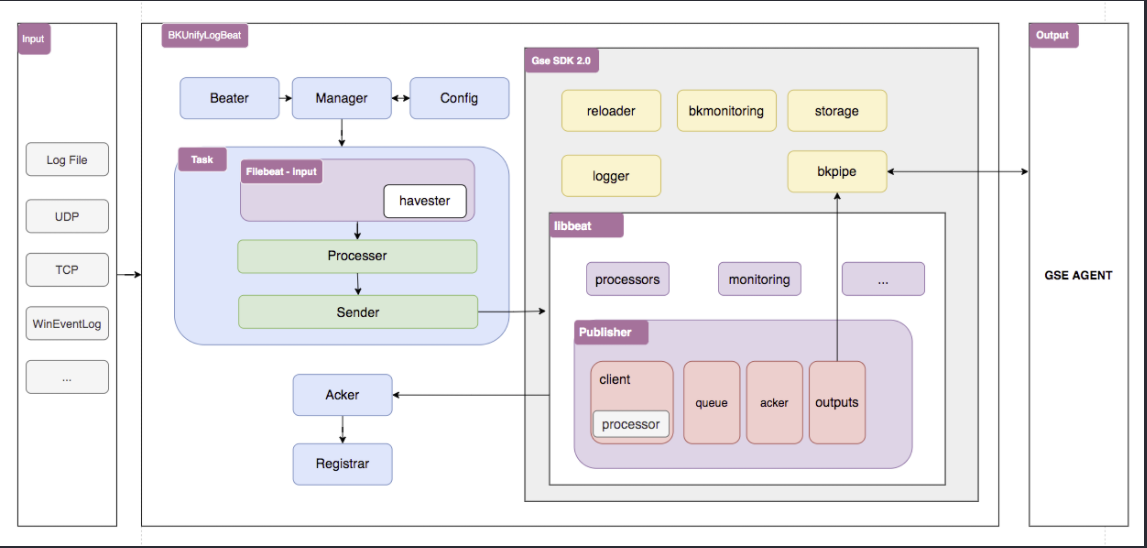 Input
Log File
UDP
TCP
WinEventLog
...
BKUnifyLogBeat
Beater
Manager
Config
Task
Filebeat - Input
havester
Processer
Sender
Acker
Registrar
Gse SDK 2.0
reloader
bkmonitoring
storage
logger
bkpipe
libbeat
processors
monitoring
...
Publisher
client
processor
queue
acker
outputs
Output
GSE AGENT